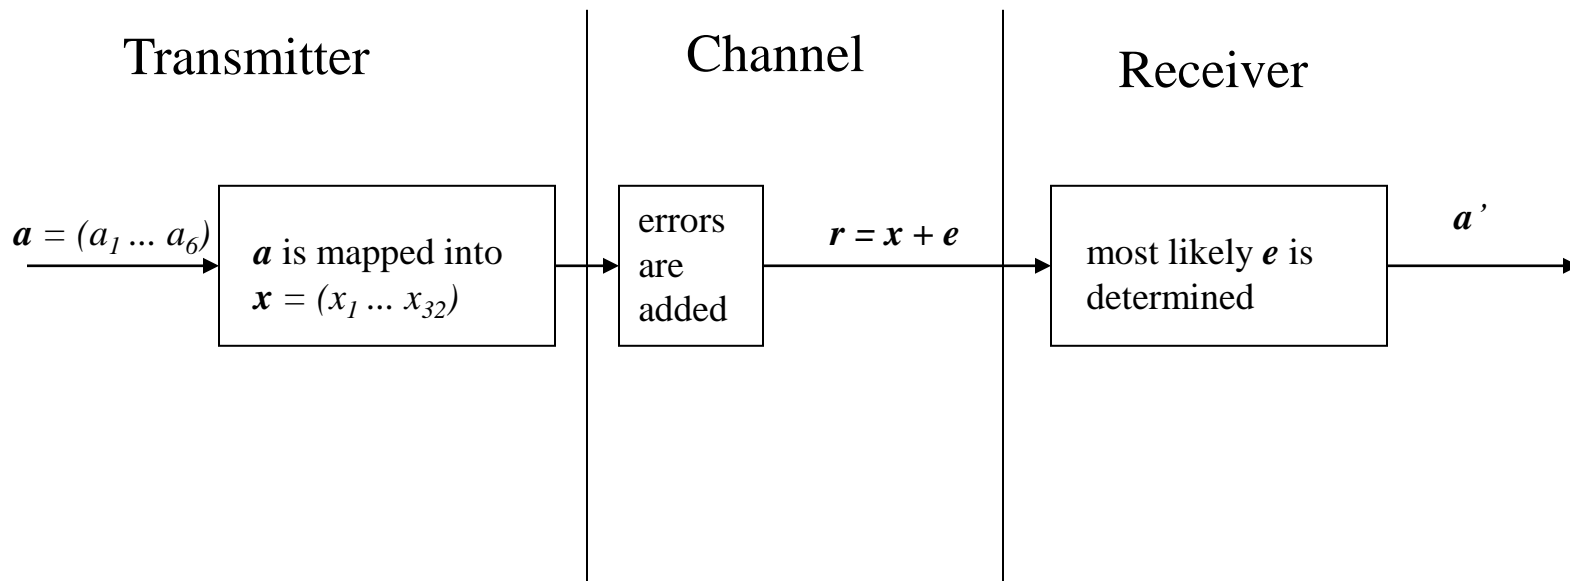 Transmitter
Channel
Receiver
a = (a1 ... a6)
a is mapped into
x = (x1 ... x32)
errors
are
added
r = x + e
most likely e is
determined
a’